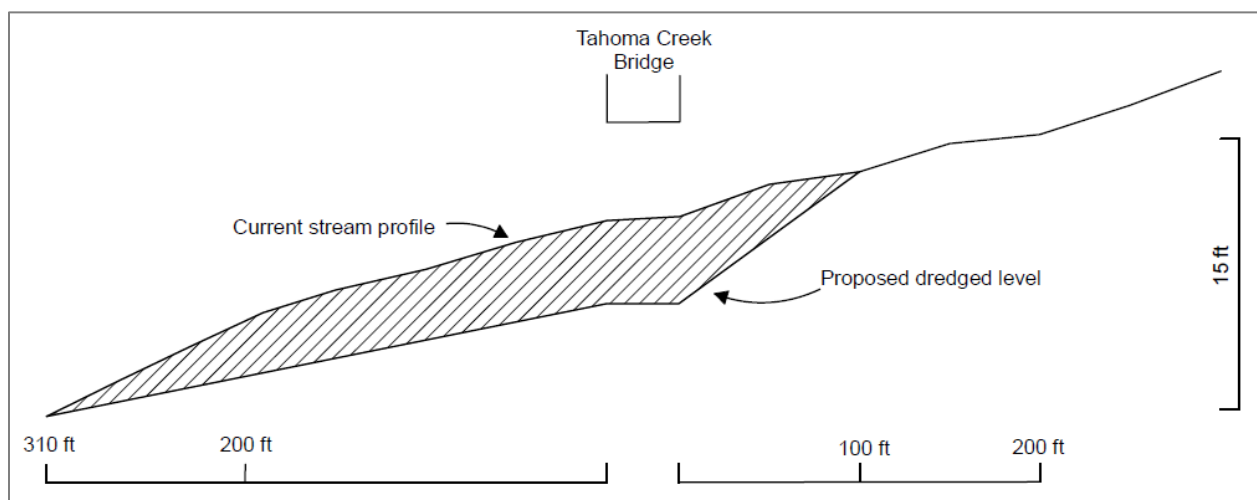 Tahoma Creek
Bridge
Current stream profile
Proposed dredged level
15 ft
310 ft
200 ft
100 ft
200 ft